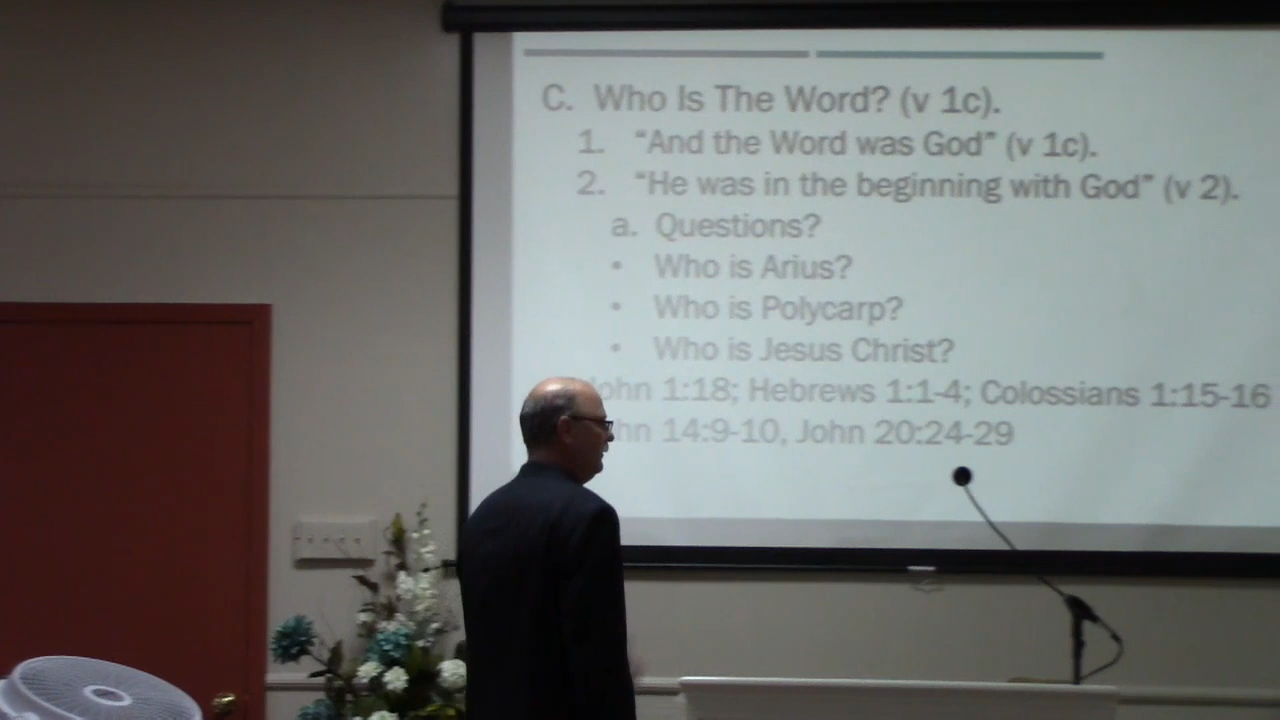 C. Who Is The Word? (v 1c).
1. “And the Word was God” (v 1c).
2. “He was in the beginning with God” (v 2).
a. Questions?
• Who is Arius?
• Who is Polycarp?
• Who is Jesus Christ?
John 1:18; Hebrews 1:1-4; Colossians 1:15-16
John 14:9-10, John 20:24-29